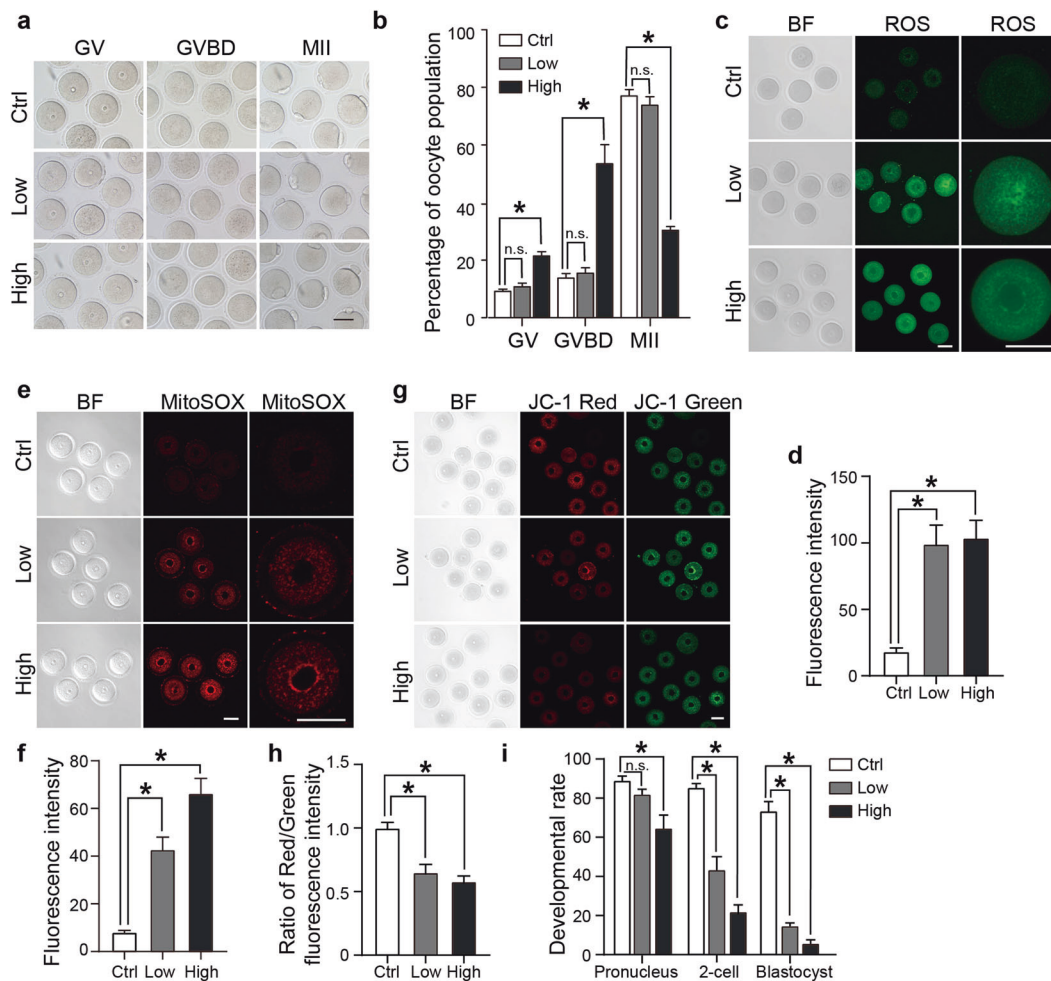 a
GV GVBD MII
Ctrl
Low
High
b
Percentage of oocyte population
100
80
60
40
20
0
Ctrl
Low
High
n.s.
*
n.s.
*
n.s.
*
GV GVBD MII
c
BF ROS ROS
Ctrl
Low
High
e
BF MitoSOX MitoSOX
Ctrl
Low
High
g
BF JC-1 Red JC-1 Green
Ctrl
Low
High
d
Fluorescence intensity
150
100
50
0
*
*
Ctrl Low High
f
Fluorescence intensity
80
60
40
20
0
*
*
Ctrl Low High
h
Ratio of Red/Green
fluorescence intensity
1.5
1.0
0.5
0
*
*
Ctrl Low High
i
Developmental rate
100
80
60
40
20
0
n.s.
*
*
*
*
*
Pronucleus 2-cell Blastocyst
Ctrl
Low
High